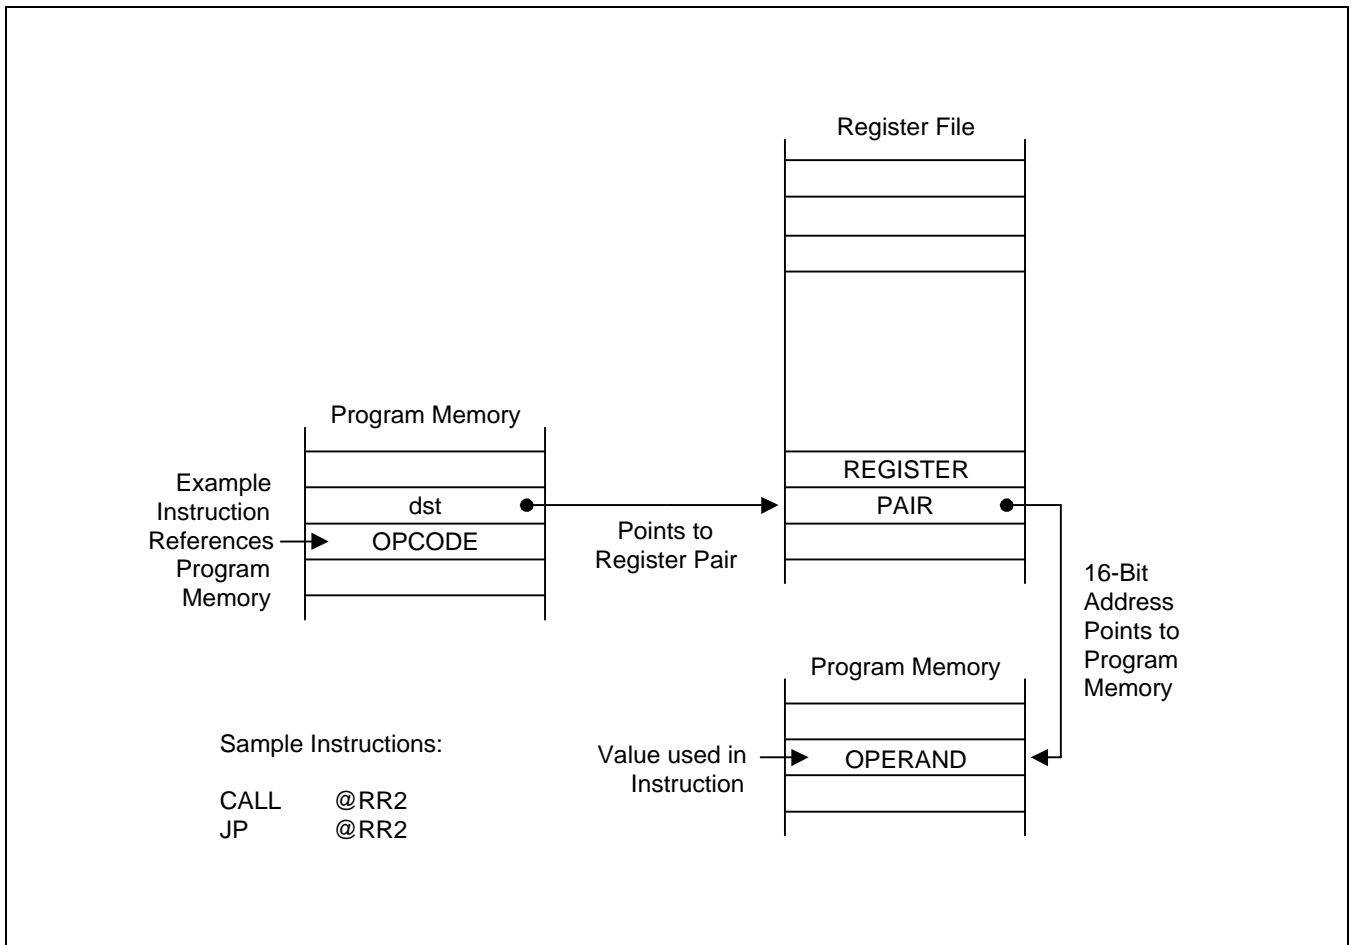 Register File
Program Memory
REGISTER
Example
Instruction
References
Program
Memory
dst
PAIR
OPCODE
Points to
Register Pair
16-Bit
Address
Points to
Program
Memory
Program Memory
Sample Instructions:
Value used in
Instruction
OPERAND
CALL @RR2
JP @RR2